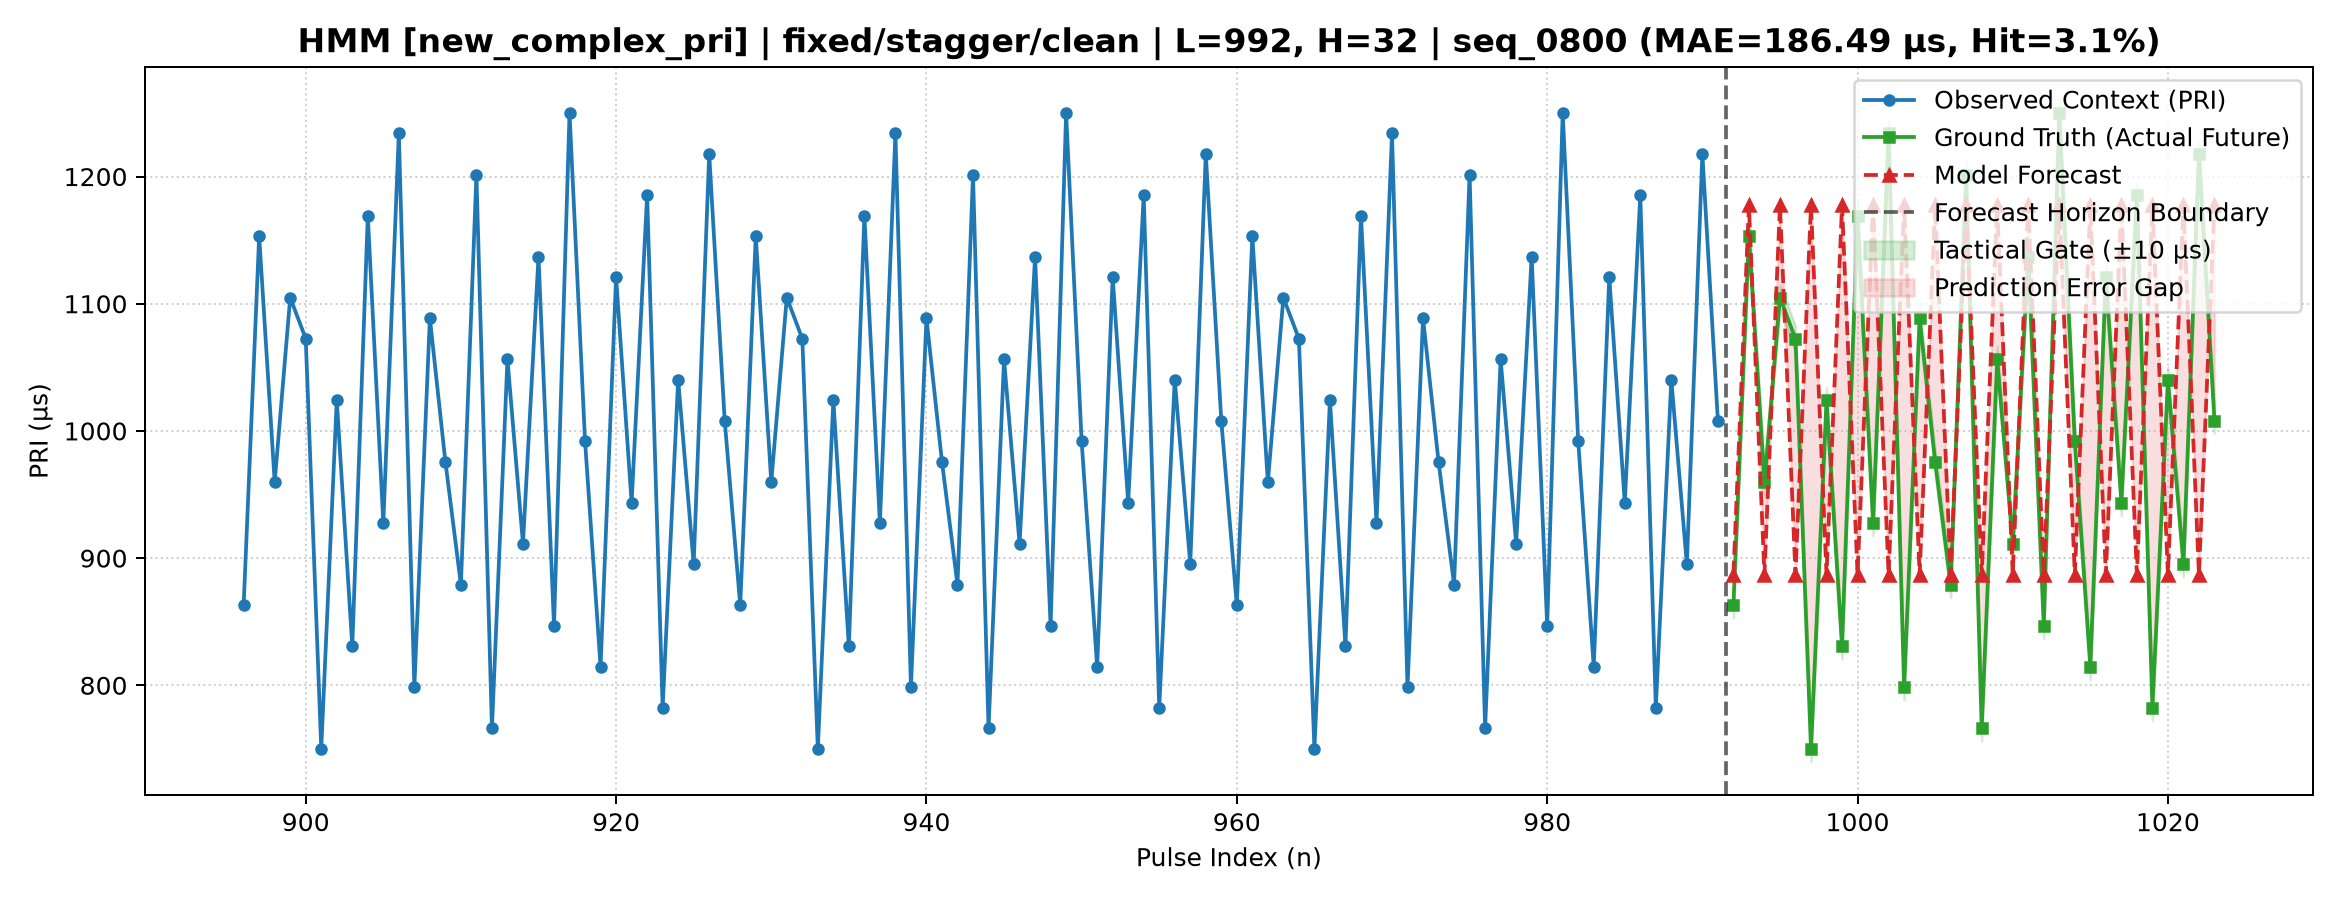 HMM [new_complex_pri] | fixed/stagger/clean | L=992, H=32 | seq_0800 (MAE=186.49 µs, Hit=3.1%)
Observed Context (PRI)
Ground Truth (Actual Future)
Model Forecast
Forecast Horizon Boundary
Tactical Gate (±10 µs)
Prediction Error Gap
PRI (µs)
1200
1100
1000
900
800
900
920
940
960
980
1000
1020
Pulse Index (n)